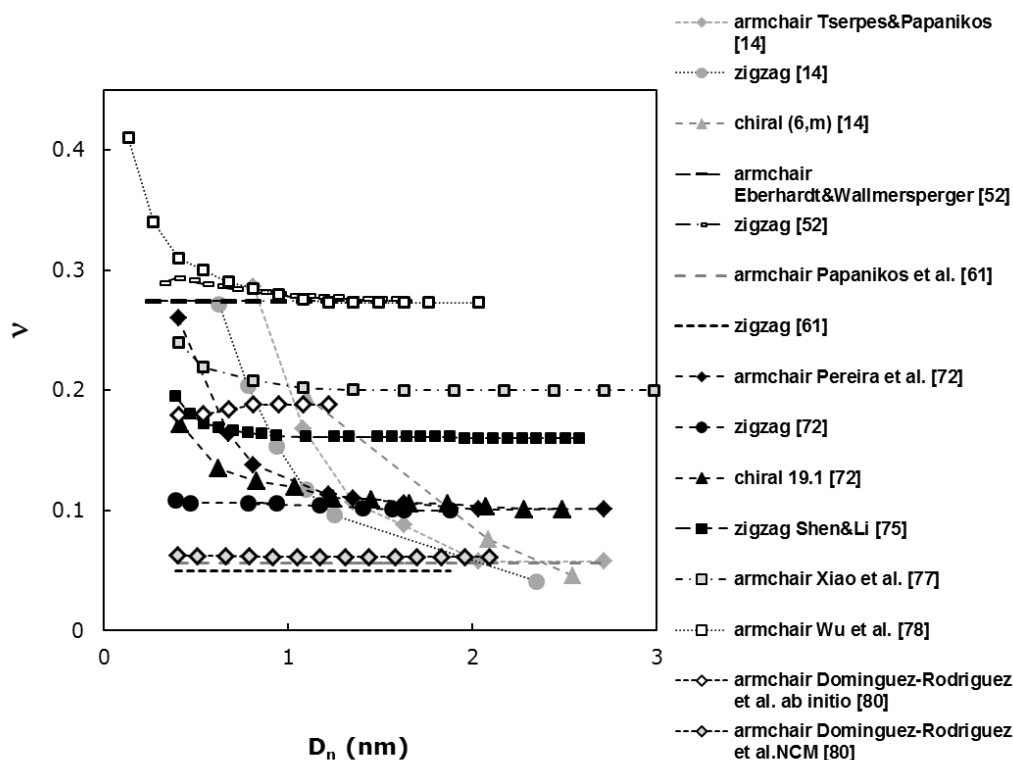 armchair Tserpes&Papanikos
[14]
zigzag [14]
chiral (6,m) [14]
armchair
Eberhardt&Wallmersperger [52]
zigzag [52]
armchair Papanikos et al. [61]
zigzag [61]
armchair Pereira et al. [72]
zigzag [72]
chiral 19.1 [72]
zigzag Shen&Li [75]
armchair Xiao et al. [77]
armchair Wu et al. [78]
armchair Dominguez-Rodriguez
et al. ab initio [80]
armchair Dominguez-Rodriguez
et al.NCM [80]
0.4
0.3
0.2
0.1
0
ν
0 1 2 3
Dn (nm)